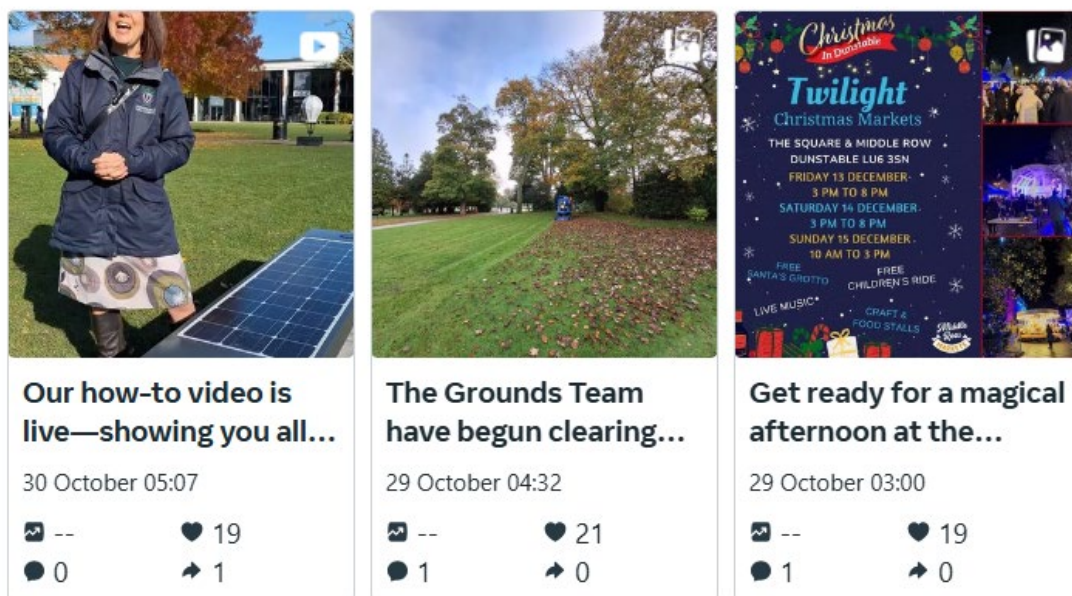 Christmas
In Dunstable
Twilight
Christmas Markets
THE SQUARE & MIDDLE ROW
DUNSTABLE LU6 3SN
FRIDAY 13 DECEMBER
3 PM TO 8 PM
SATURDAY 14 DECEMBER
3 PM TO 8 PM
SUNDAY 15 DECEMBER
10 AM TO 3 PM
FREE
SANTA'S GROTTO
FREE
CHILDREN'S RIDE
LIVE MUSIC
CRAFT &
FOOD STALLS
Middle
Row
MARKETS
Our how-to video is
live—showing you all...
30 October 05:07
-- 19
0 1
The Grounds Team
have begun clearing...
29 October 04:32
-- 21
1 0
Get ready for a magical
afternoon at the...
29 October 03:00
-- 19
1 0